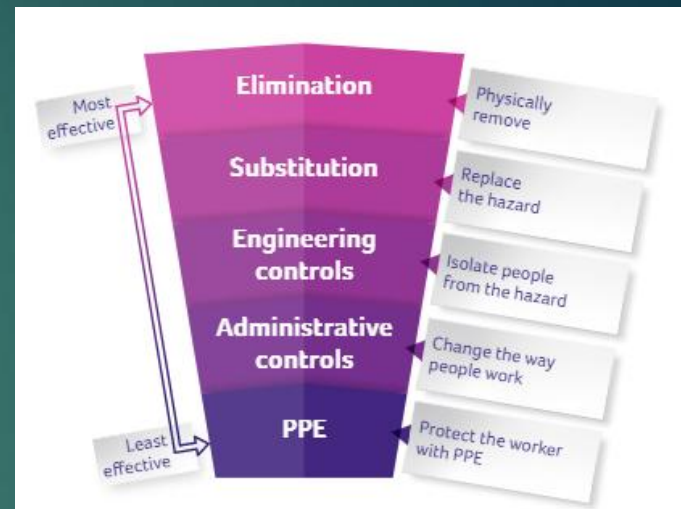 Most
effective
Elimination
Physically
remove
Substitution
Replace
the hazard
Engineering
controls
Isolate people
from the hazard
Administrative
controls
Change the way
people work
Least
effective
PPE
Protect the worker
with PPE